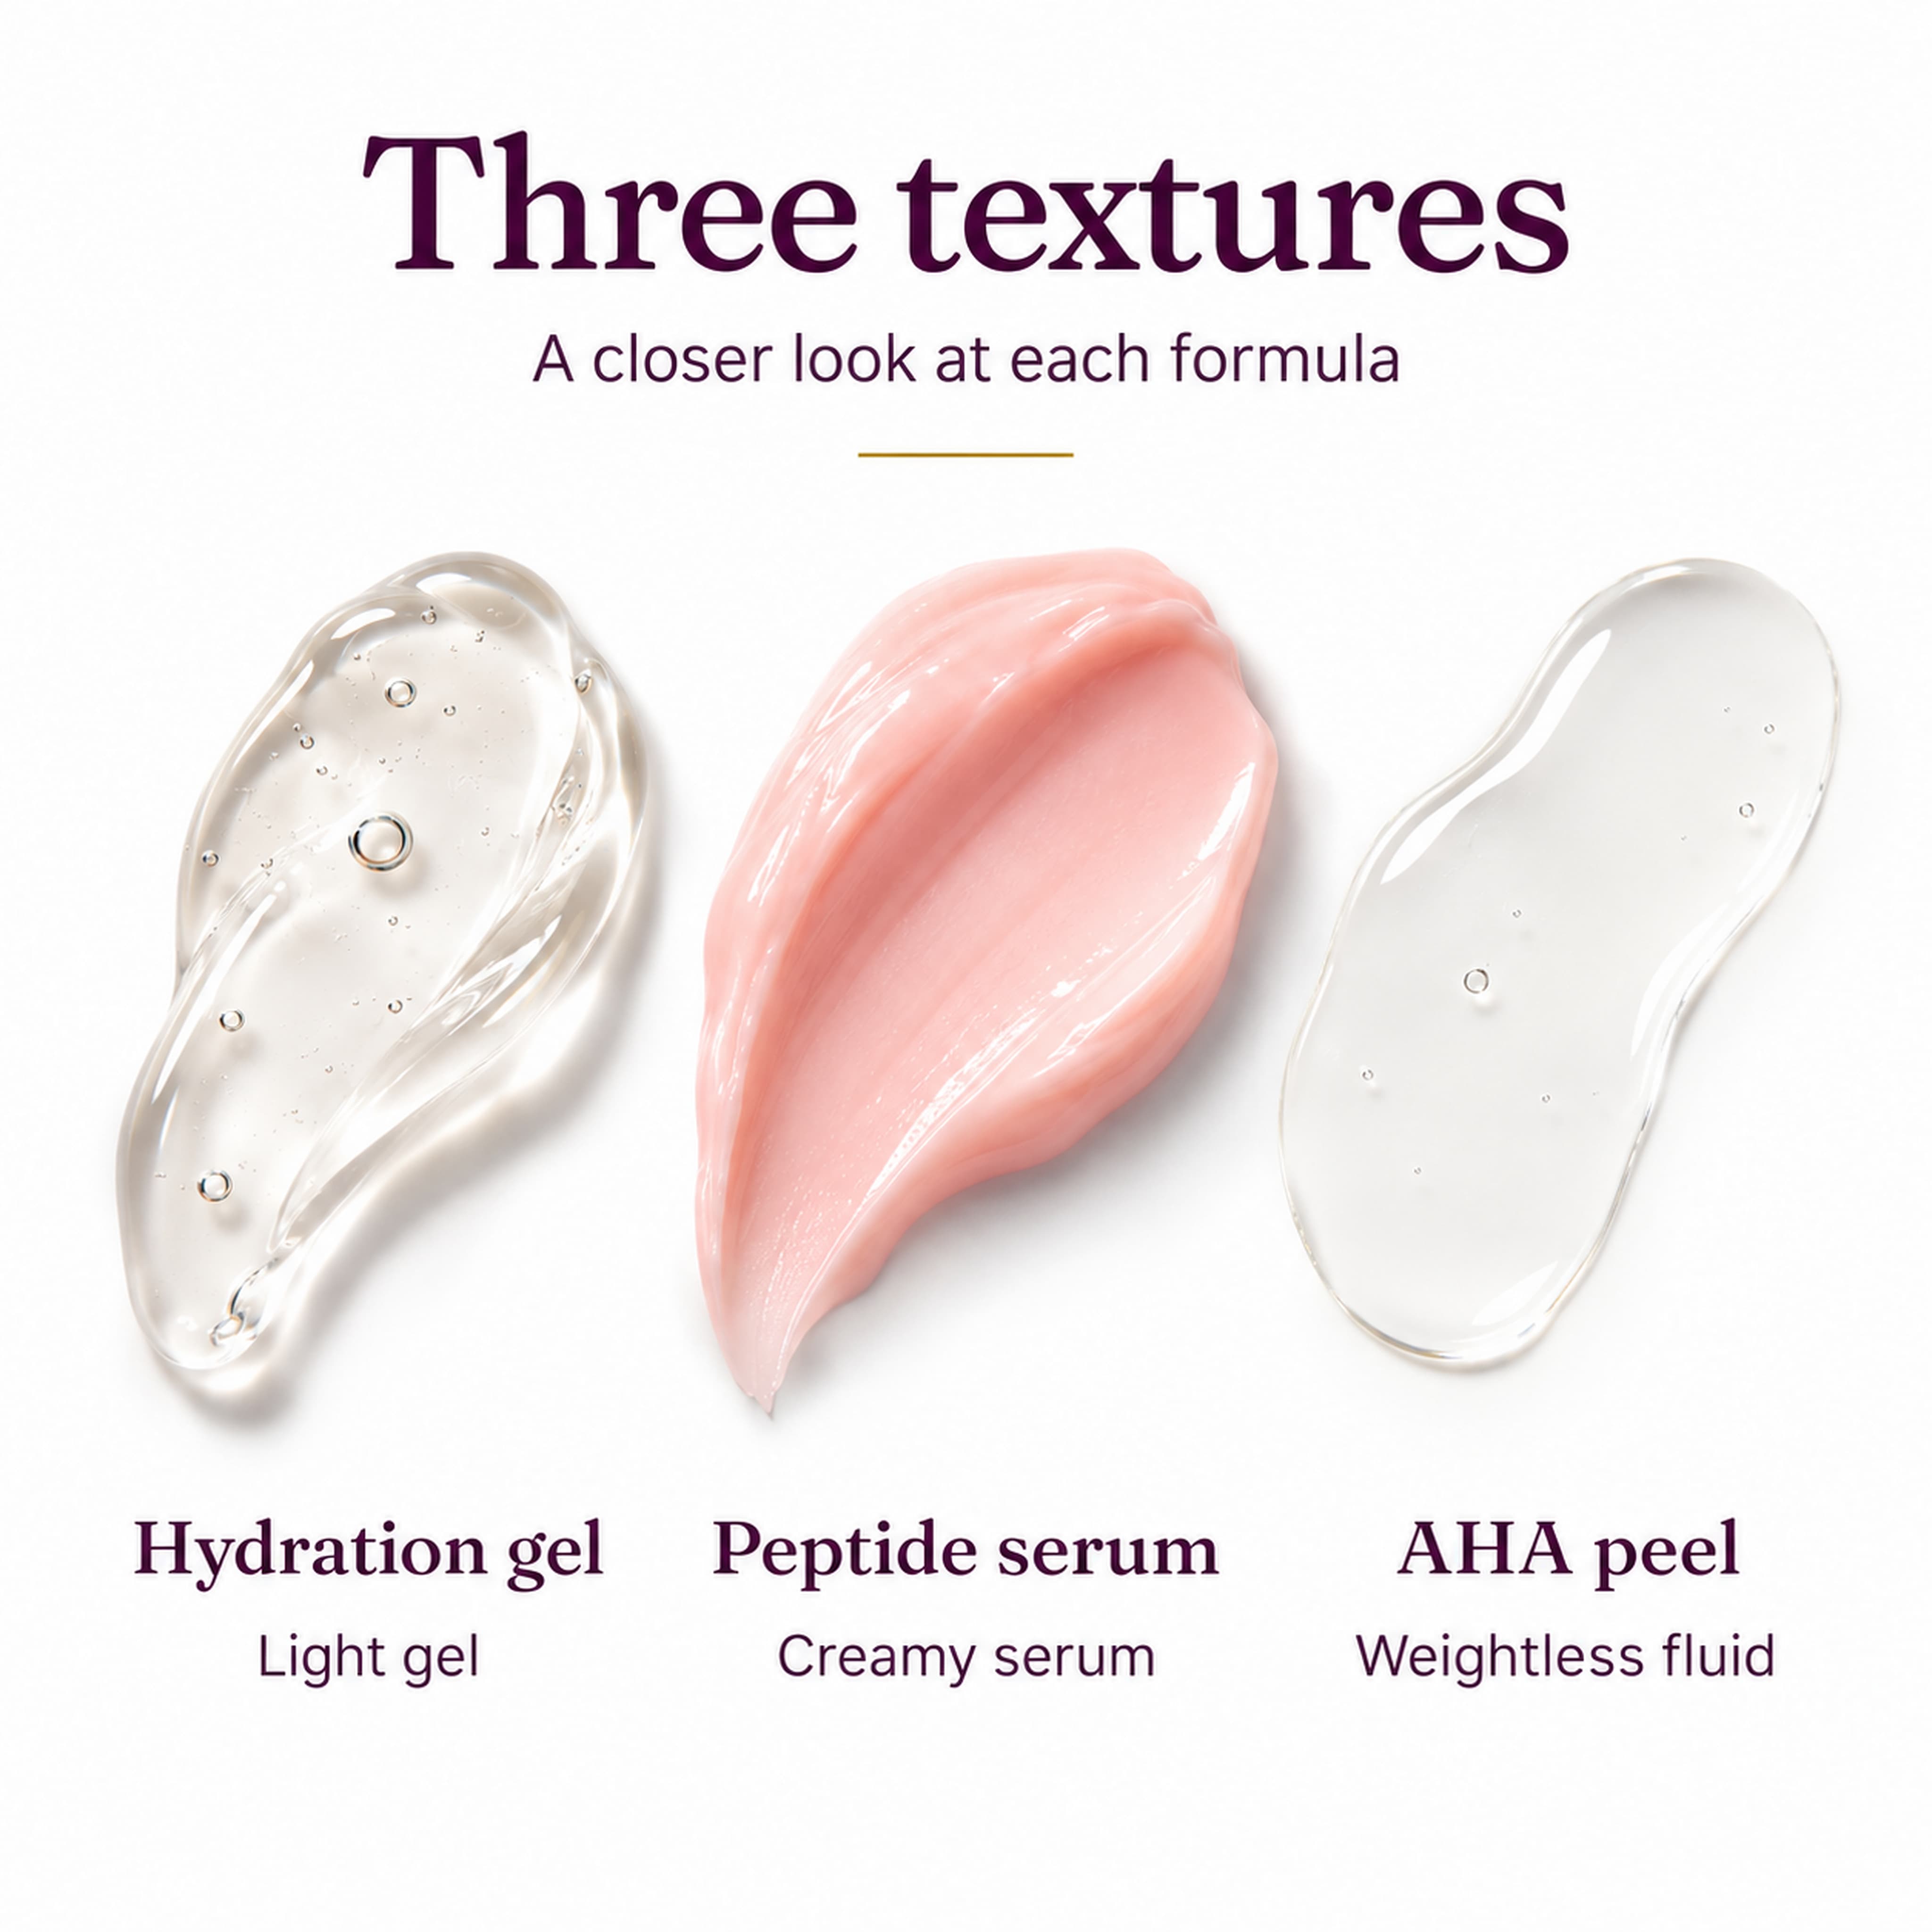 Three textures
A closer look at each formula
Hydration gel
Light gel
Peptide serum
Creamy serum
AHA peel
Weightless fluid